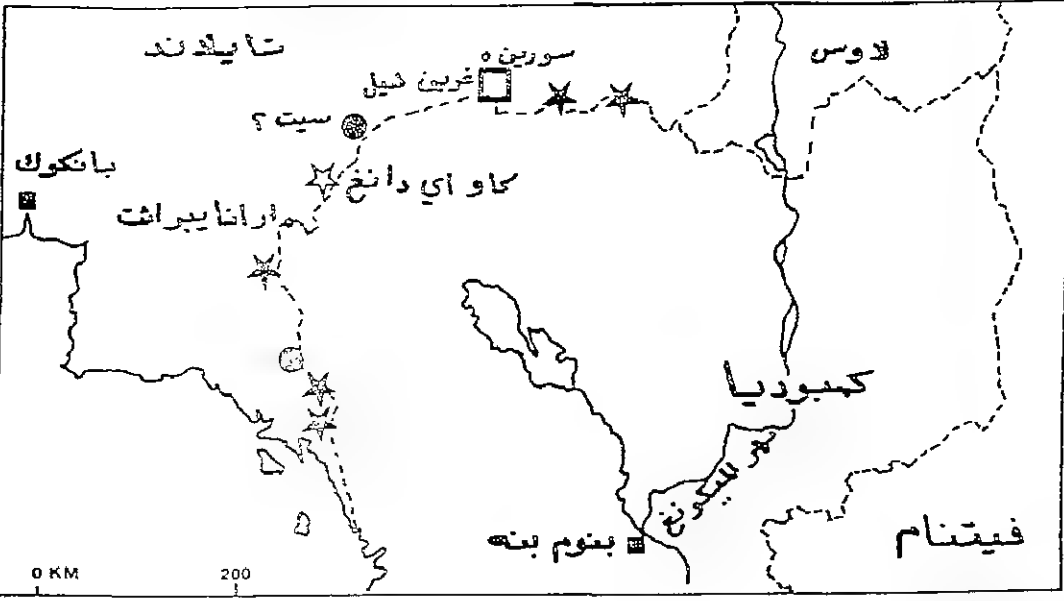 تايلاند
سورين
لاوس
غرين هيل
سيت ؟
بانكوك
كاو اي دانغ
ارانايبراثت
كمبوديا
نهر الميكونغ
بنوم بنه
فيتنام
0 KM 200